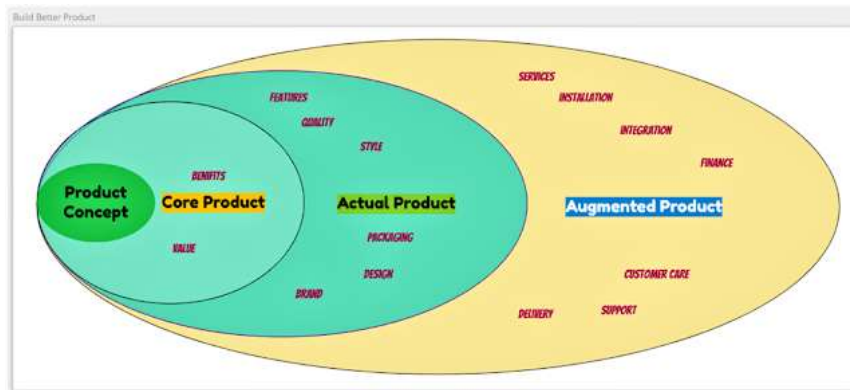 Build Better Product
Product
Concept
BENIFITS
Core Product
VALUE
FEATURES
QUALITY
STYLE
Actual Product
PACKAGING
DESIGN
BRAND
SERVICES
INSTALLATION
INTEGRATION
FINANCE
Augmented Product
CUSTOMER CARE
SUPPORT
DELIVERY